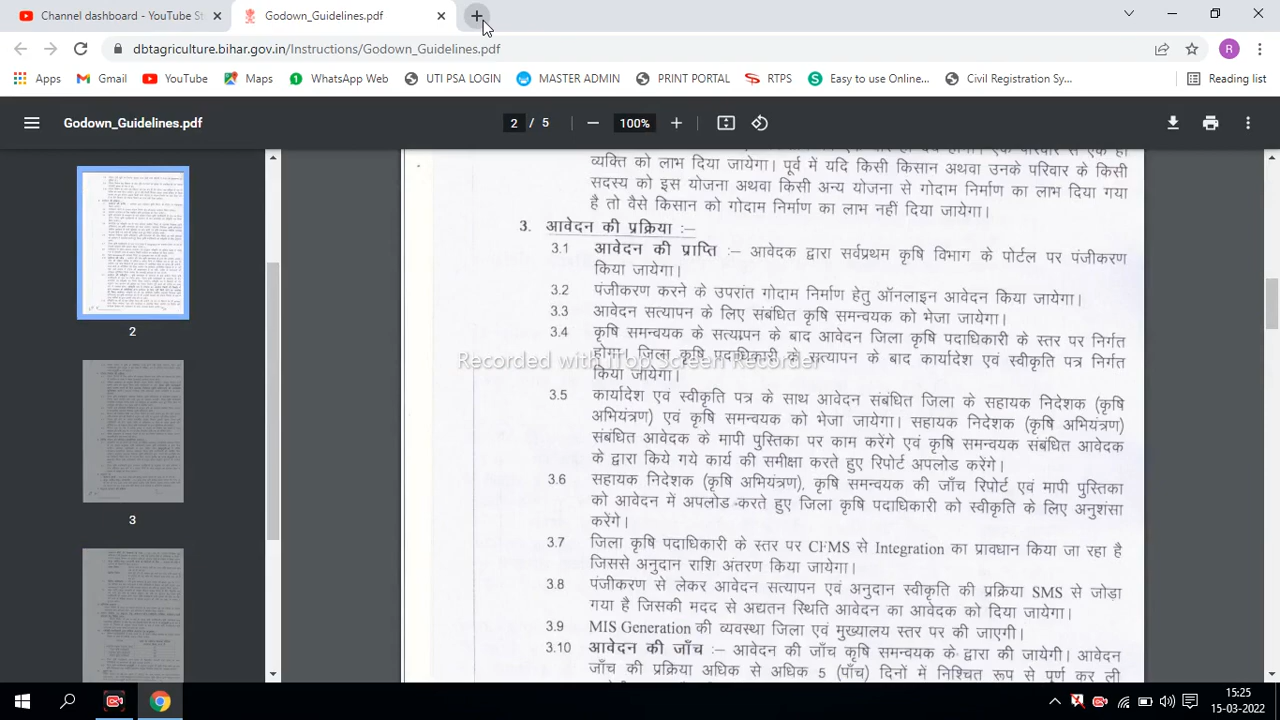 Channel dashboard - YouTube St
Godown_Guidelines.pdf
dbtagriculture.bihar.gov.in/Instructions/Godown_Guidelines.pdf
R
Apps
Gmail
YouTube
Maps
WhatsApp Web
UTI PSA LOGIN
MASTER ADMIN
PRINT PORTAL
RTPS
Easy to use Online...
Civil Registration Sy...
Reading list
Godown_Guidelines.pdf
2 / 5
100%
2
3
व्यक्ति को लाभ दिया जायेगा। पूर्व में यदि किसी किसान अथवा उनके परिवार के किसी
सदस्य को इस योजना अथवा किसी अन्य योजना से गोदाम निर्माण का लाभ दिया गया
है तो वैसे किसान को गोदाम निर्माण का लाभ नहीं दिया जायेगा।
3. आवेदन की प्रक्रिया :–
3.1 आवेदन की प्राप्ति :– आवेदक द्वारा सर्वप्रथम कृषि विभाग के पोर्टल पर पंजीकरण
किया जायेगा।
3.2 पंजीकरण करने के उपरांत गोदाम निर्माण हेतु ऑनलाइन आवेदन किया जायेगा।
3.3 आवेदन सत्यापन के लिए संबंधित कृषि समन्वयक को भेजा जायेगा।
3.4 कृषि समन्वयक के सत्यापन के बाद आवेदन जिला कृषि पदाधिकारी के स्तर पर निर्गत
होगा। जिला कृषि पदाधिकारी के सत्यापन के बाद कार्यादेश एवं स्वीकृति पत्र निर्गत
किया जायेगा।
Recorded with Top Screen Recorder
3.5 कार्यादेश एवं स्वीकृति पत्र के साथ आवेदन संबंधित जिला के सहायक निदेशक (कृषि
अभियंत्रण) एवं कृषि समन्वयक को भेजा जायेगा। सहायक निदेशक (कृषि अभियंत्रण)
संबंधित आवेदक के मापी पुस्तिका पर काम करेंगे एवं कृषि समन्वयक संबंधित आवेदक
के द्वारा किये गये कार्य की समीक्षा करते हुए रिपोर्ट अपलोड करेंगे।
3.6 सहायक निदेशक (कृषि अभियंत्रण), कृषि समन्वयक की जाँच रिपोर्ट एवं मापी पुस्तिका
को आवेदन में अपलोड करते हुए जिला कृषि पदाधिकारी को स्वीकृति के लिए अनुशंसा
करेंगे।
3.7 जिला कृषि पदाधिकारी के स्तर पर CFMS से Integration का प्रावधान किया जा रहा है
जिससे अनुदान राशि अंतरण किया जायेगा।
3.8 पंजीकरण से लेकर आवेदन सत्यापन एवं अनुदान स्वीकृति की प्रक्रिया SMS से जोड़ा
गया है जिसकी मदद से अद्यतन स्थिति आवेदन का आवेदक को दिया जायेगा।
3.9 MIS Generation की व्यवस्था जिला एवं मुख्यालय स्तर पर की जाएगी।
3.10 आवेदन की जाँच :– आवेदन की जाँच कृषि समन्वयक के द्वारा की जायेगी। आवेदन
जाँच की प्रक्रिया अधिक से अधिक 5 (पाँच) दिनों में निश्चित रूप से पूर्ण कर ली
15:25
15-03-2022